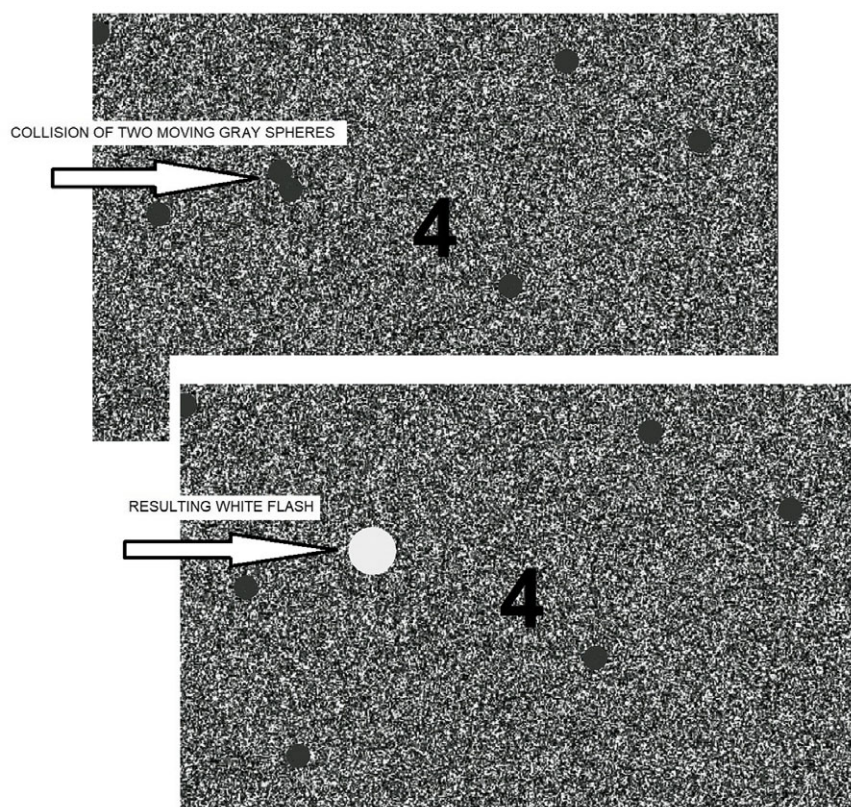 COLLISION OF TWO MOVING GRAY SPHERES
4
RESULTING WHITE FLASH
4